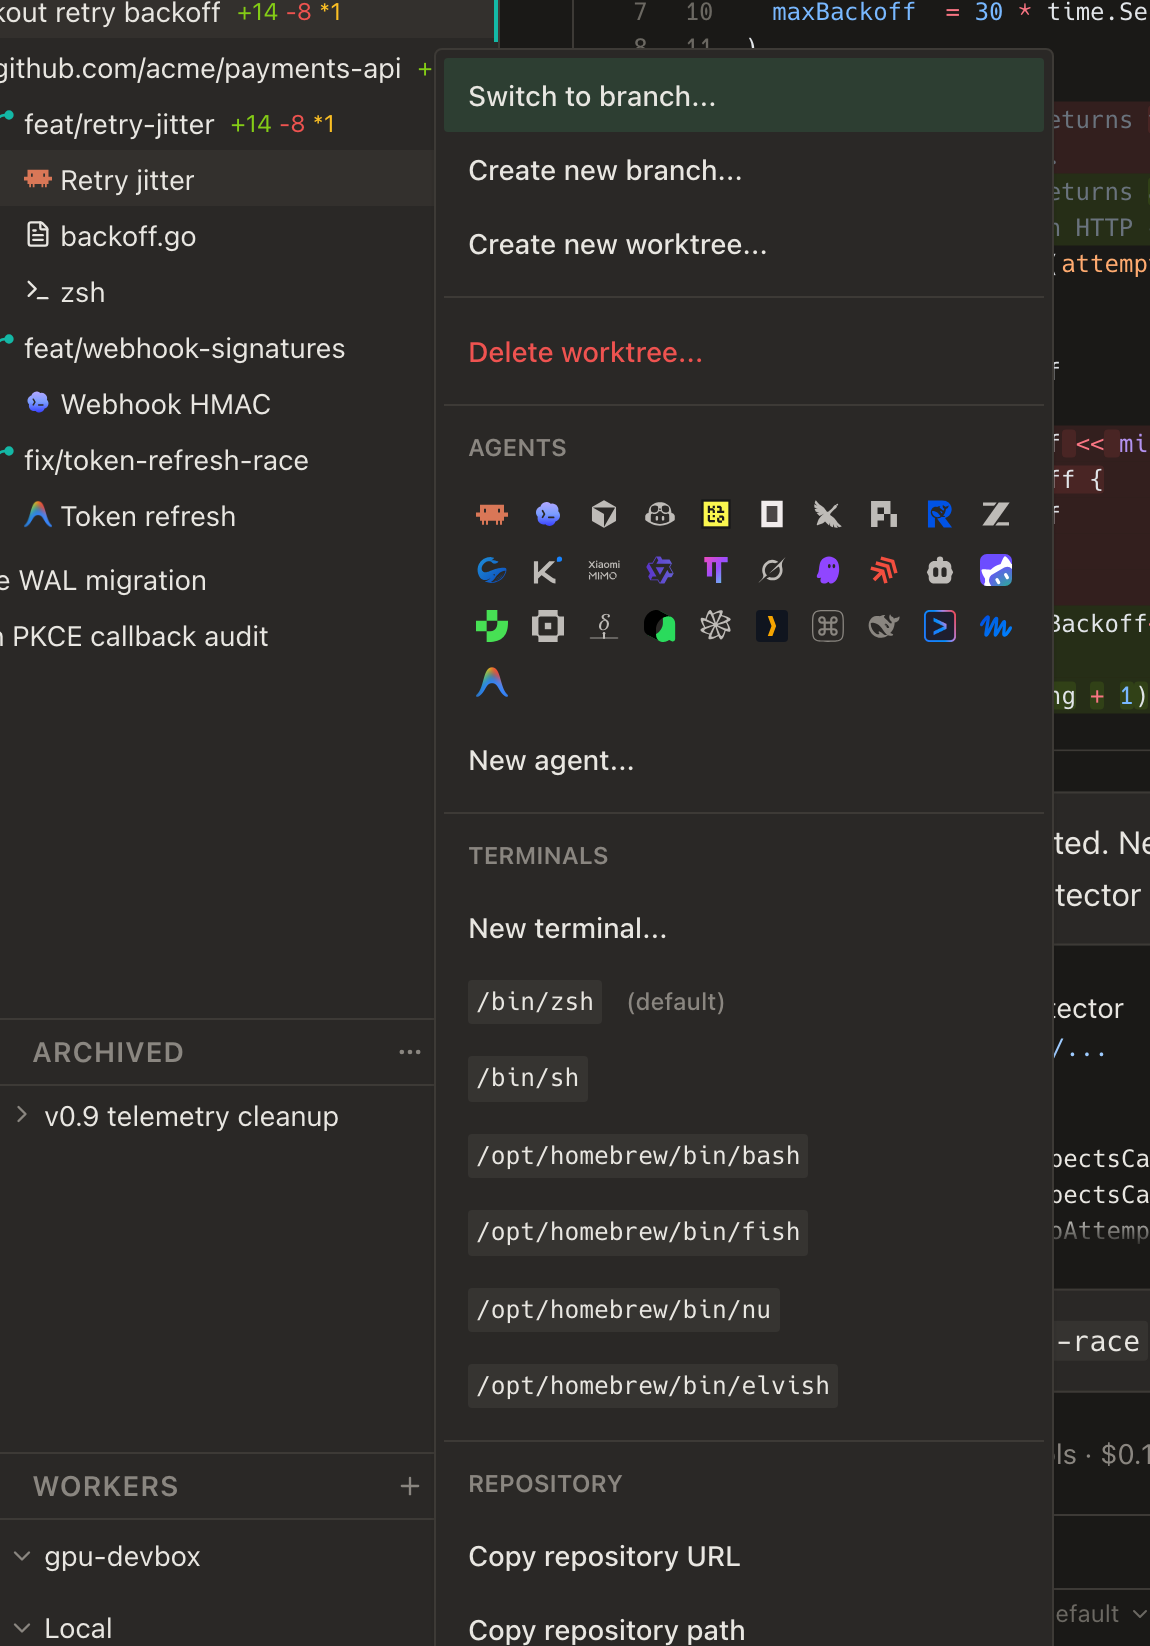 kout retry backoff +14 -8 *1
github.com/acme/payments-api +
feat/retry-jitter +14 -8 *1
Retry jitter
backoff.go
zsh
feat/webhook-signatures
Webhook HMAC
fix/token-refresh-race
Token refresh
e WAL migration
PKCE callback audit
ARCHIVED ...
v0.9 telemetry cleanup
WORKERS +
gpu-devbox
Local
Switch to branch...
Create new branch...
Create new worktree...
Delete worktree...
AGENTS
Xiaomi
MIMO
New agent...
TERMINALS
New terminal...
/bin/zsh (default)
/bin/sh
/opt/homebrew/bin/bash
/opt/homebrew/bin/fish
/opt/homebrew/bin/nu
/opt/homebrew/bin/elvish
REPOSITORY
Copy repository URL
Copy repository path
7 10 maxBackoff = 30 * time.Se
8 11 )
eturns
eturns
HTTP
(attemp
f
f << mi
ff {
f
Backoff
ng + 1)
ted. Ne
tector
tector
/...
pectsCa
pectsCa
pAttemp
-race
ls · $0.1
efault